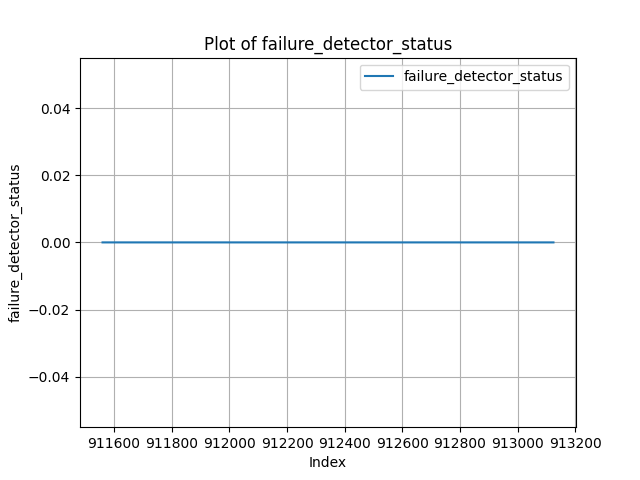 Plot of failure_detector_status
failure_detector_status
0.04
0.02
0.00
−0.02
−0.04
failure_detector_status
911600 911800 912000 912200 912400 912600 912800 913000 913200
Index